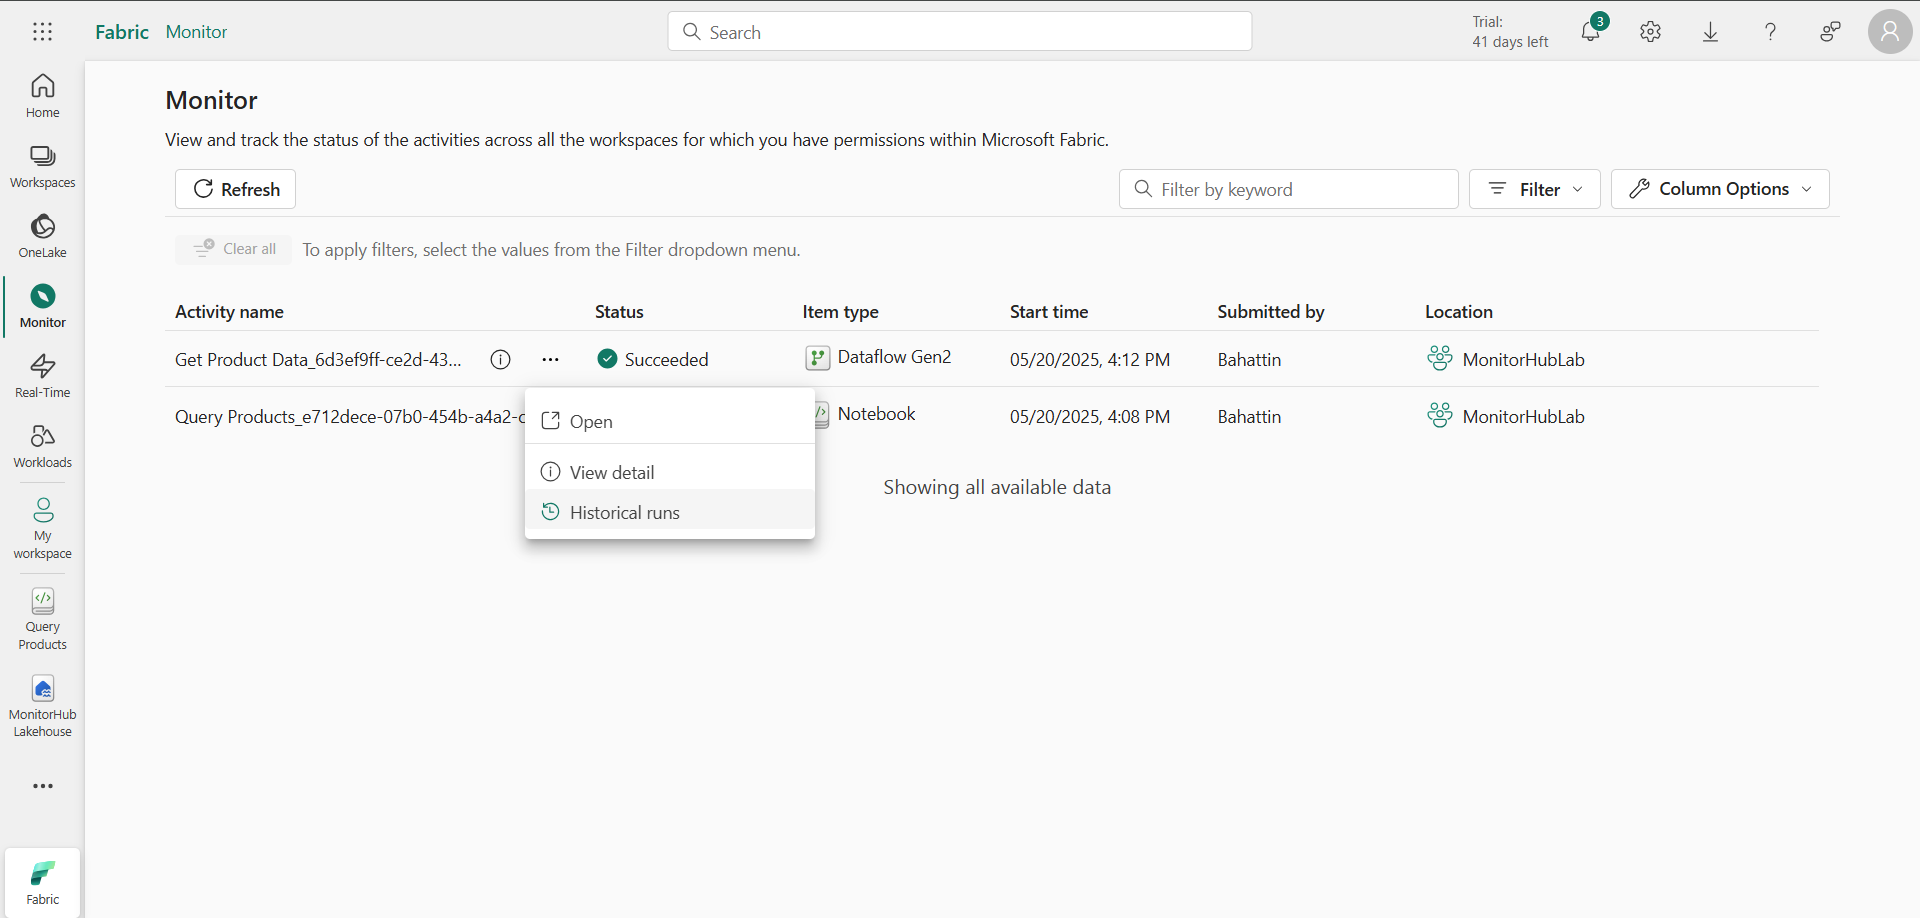 Fabric Monitor
Search
Trial:
41 days left
3
Home
Workspaces
OneLake
Monitor
Real-Time
Workloads
My
workspace
Query
Products
MonitorHub
Lakehouse
Fabric
Monitor
View and track the status of the activities across all the workspaces for which you have permissions within Microsoft Fabric.
Refresh
Filter by keyword
Filter
Column Options
Clear all
To apply filters, select the values from the Filter dropdown menu.
Activity name Status Item type Start time Submitted by Location
Get Product Data_6d3ef9ff-ce2d-43... Succeeded Dataflow Gen2 05/20/2025, 4:12 PM Bahattin MonitorHubLab
Query Products_e712dece-07b0-454b-a4a2- Notebook 05/20/2025, 4:08 PM Bahattin MonitorHubLab
Open
View detail
Historical runs
Showing all available data